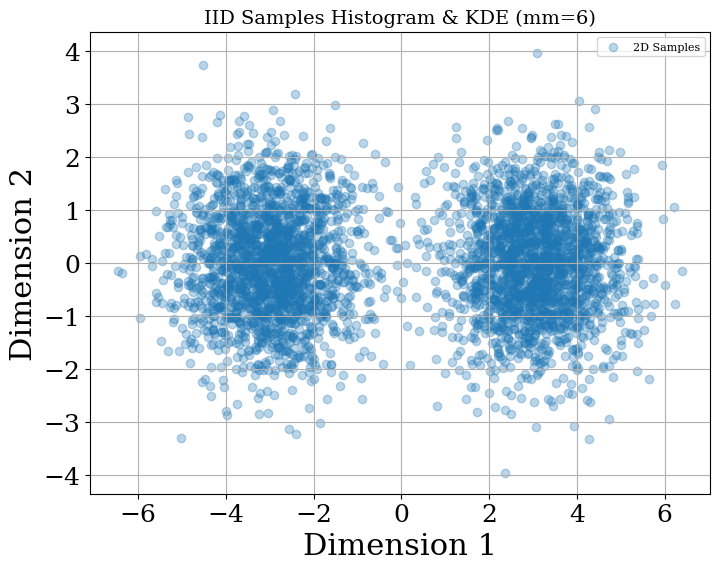 IID Samples Histogram & KDE (mm=6)
2D Samples
4
3
2
1
0
−1
−2
−3
−4
Dimension 2
−6 −4 −2 0 2 4 6
Dimension 1